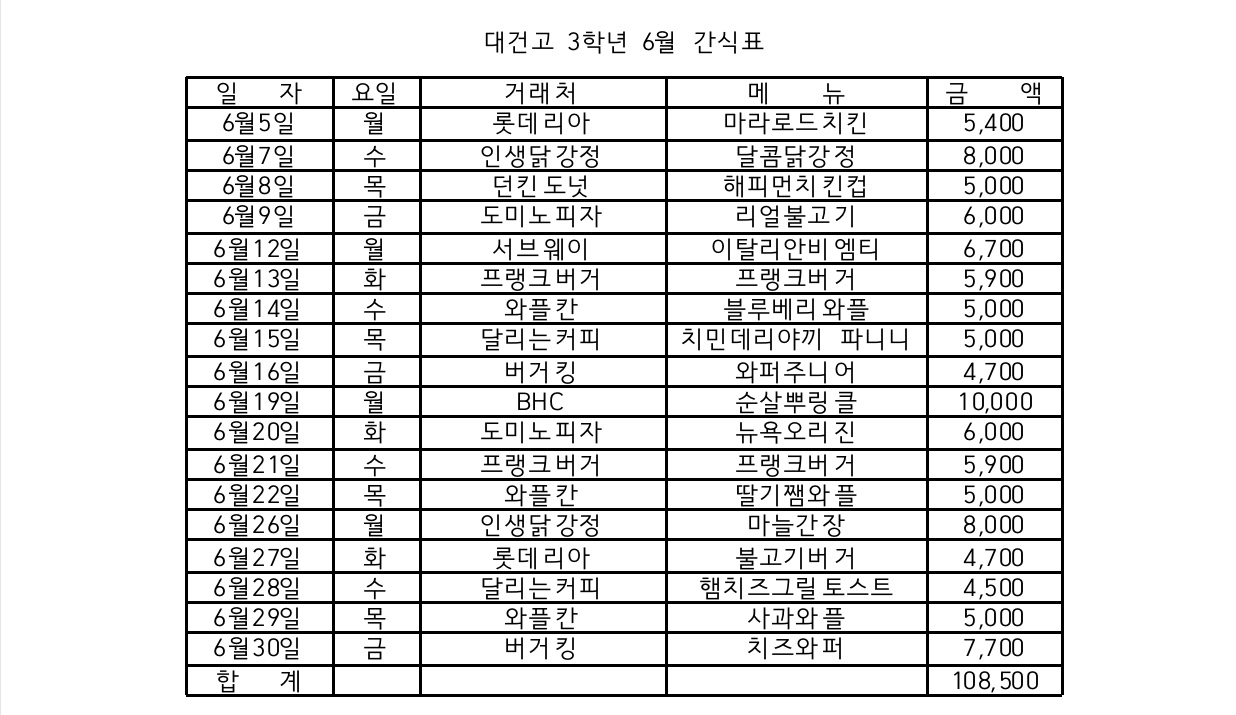 대건고 3학년 6월 간식표
일 자 요일 거래처 메 뉴 금 액
6월5일 월 롯데리아 마라로드치킨 5,400
6월7일 수 인생닭강정 달콤닭강정 8,000
6월8일 목 던킨도넛 해피먼치킨컵 5,000
6월9일 금 도미노피자 리얼불고기 6,000
6월12일 월 서브웨이 이탈리안비엠티 6,700
6월13일 화 프랭크버거 프랭크버거 5,900
6월14일 수 와플칸 블루베리와플 5,000
6월15일 목 달리는커피 치민데리야끼 파니니 5,000
6월16일 금 버거킹 와퍼주니어 4,700
6월19일 월 BHC 순살뿌링클 10,000
6월20일 화 도미노피자 뉴욕오리진 6,000
6월21일 수 프랭크버거 프랭크버거 5,900
6월22일 목 와플칸 딸기쨈와플 5,000
6월26일 월 인생닭강정 마늘간장 8,000
6월27일 화 롯데리아 불고기버거 4,700
6월28일 수 달리는커피 햄치즈그릴토스트 4,500
6월29일 목 와플칸 사과와플 5,000
6월30일 금 버거킹 치즈와퍼 7,700
합 계 108,500